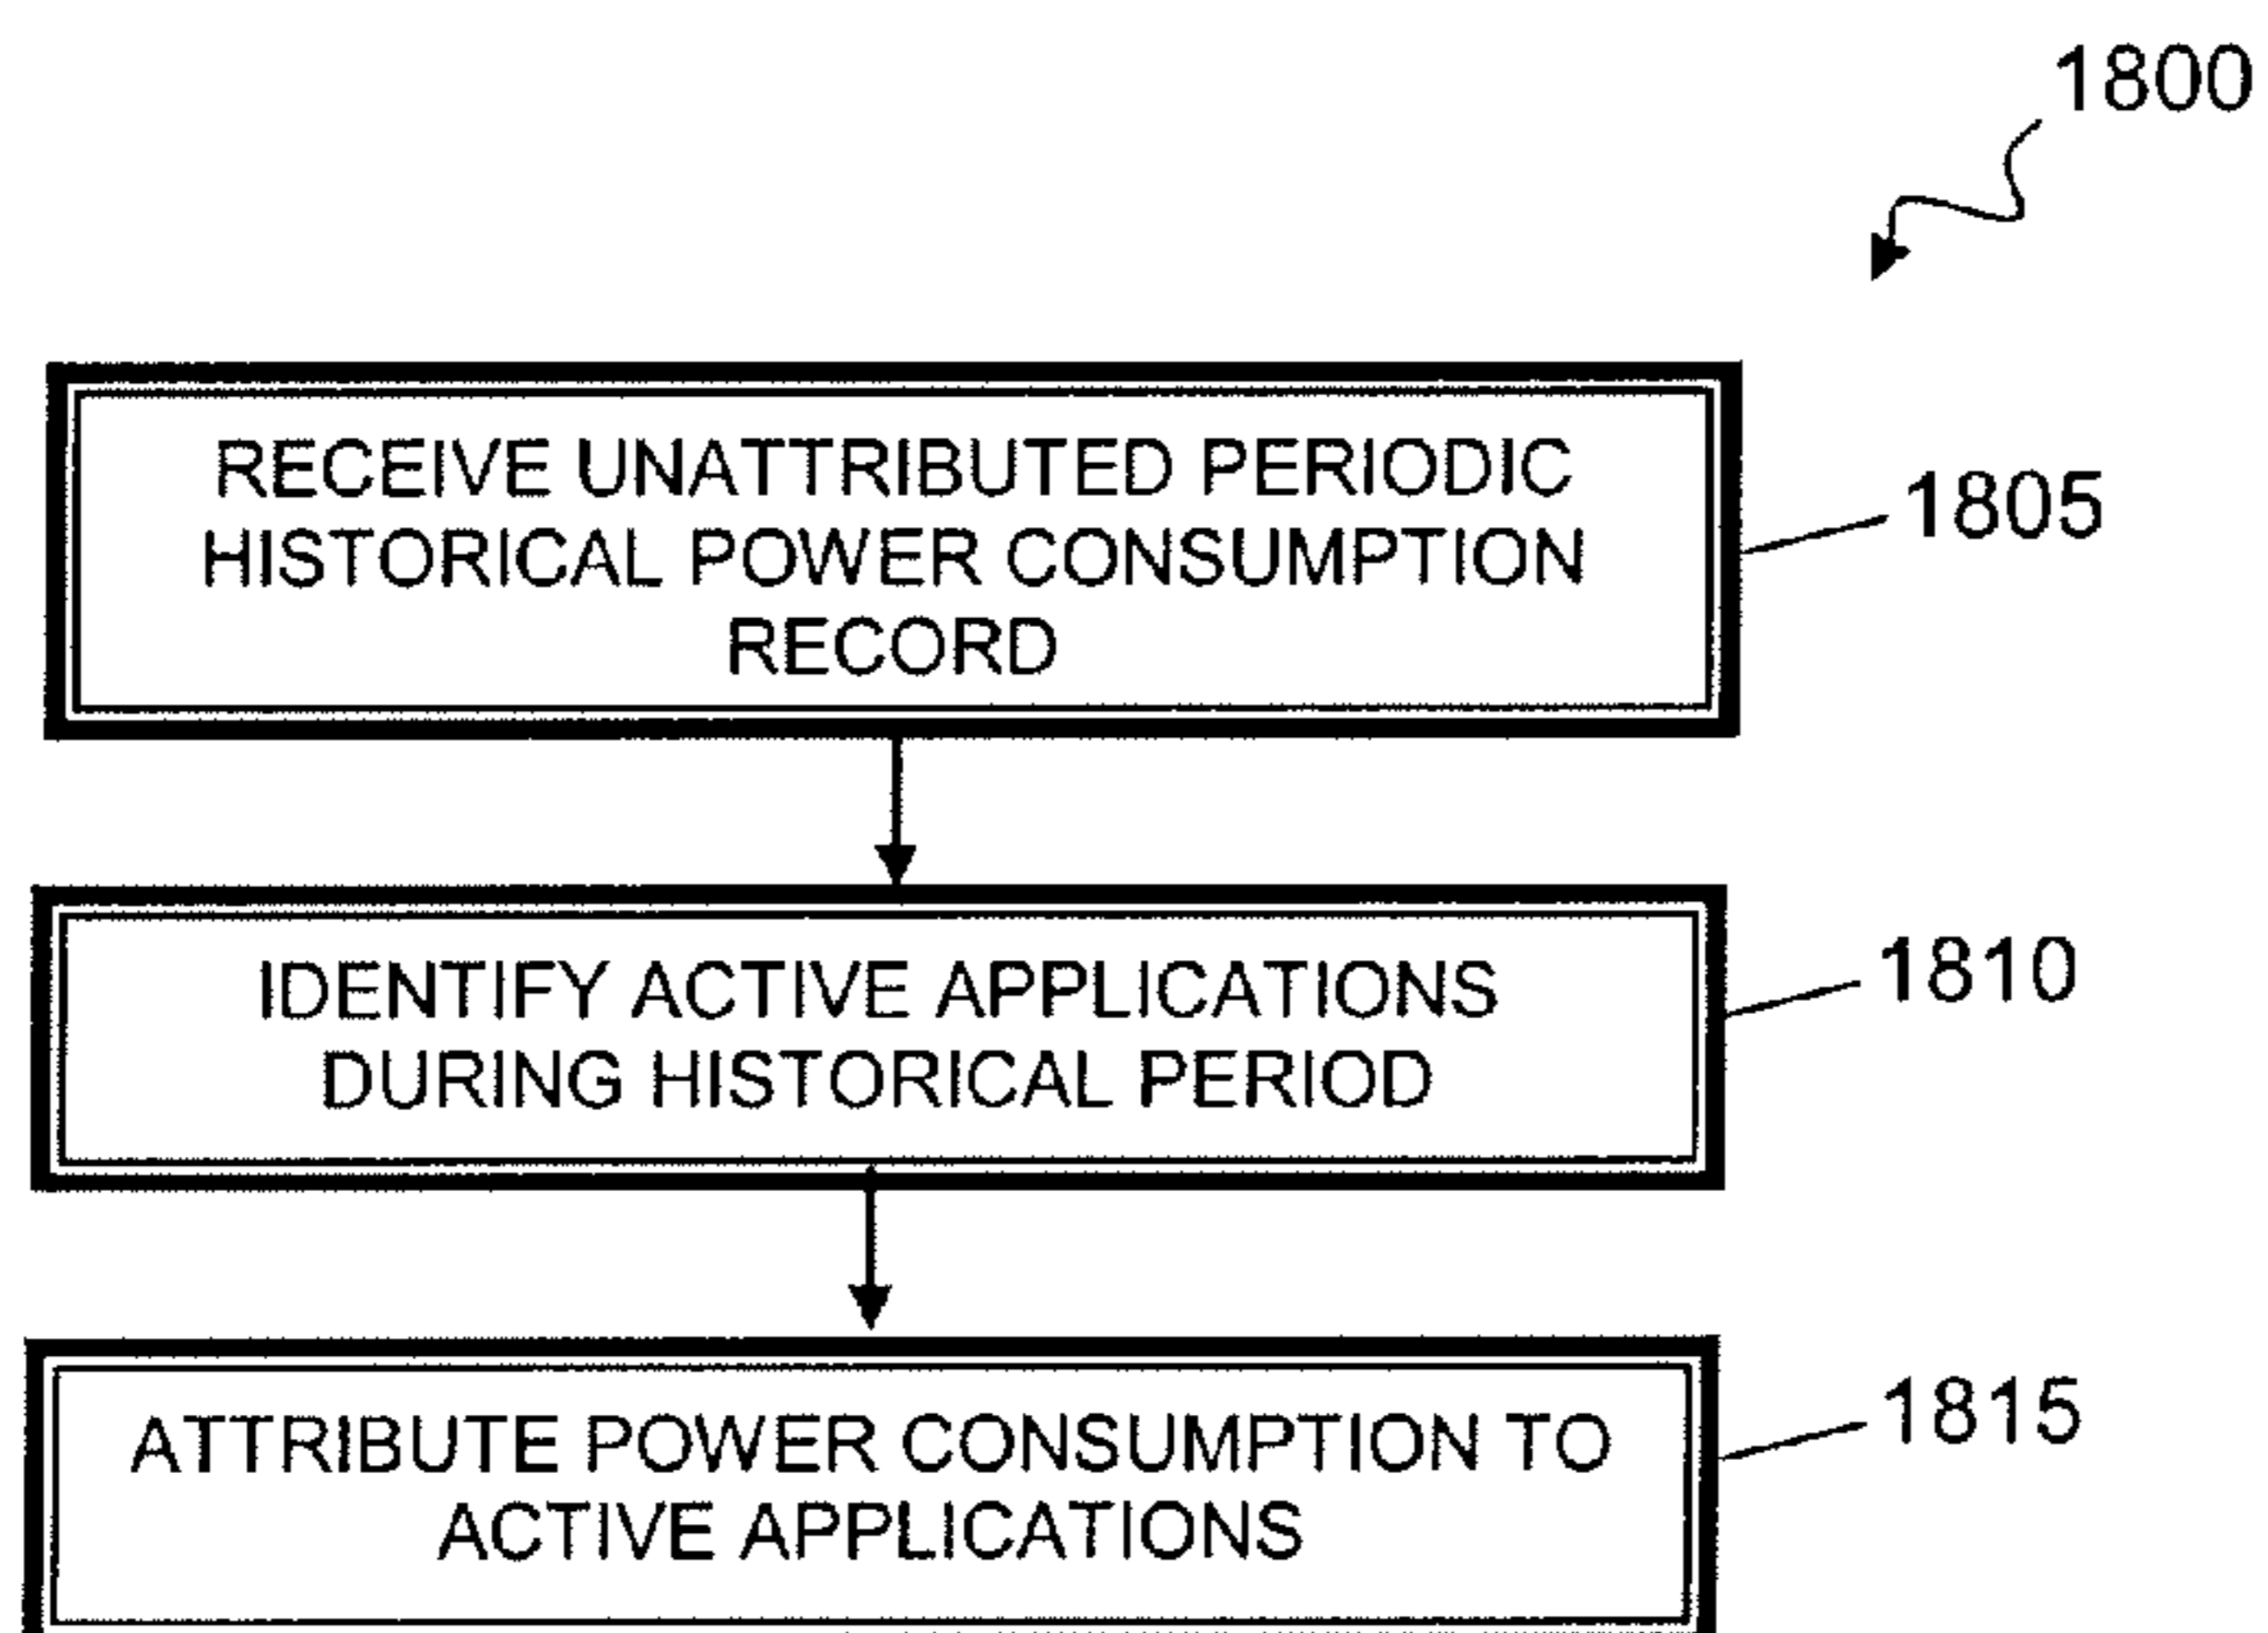 1800
RECEIVE UNATTRIBUTED PERIODIC
HISTORICAL POWER CONSUMPTION
RECORD
1805
IDENTIFY ACTIVE APPLICATIONS
DURING HISTORICAL PERIOD
1810
ATTRIBUTE POWER CONSUMPTION TO
ACTIVE APPLICATIONS
1815